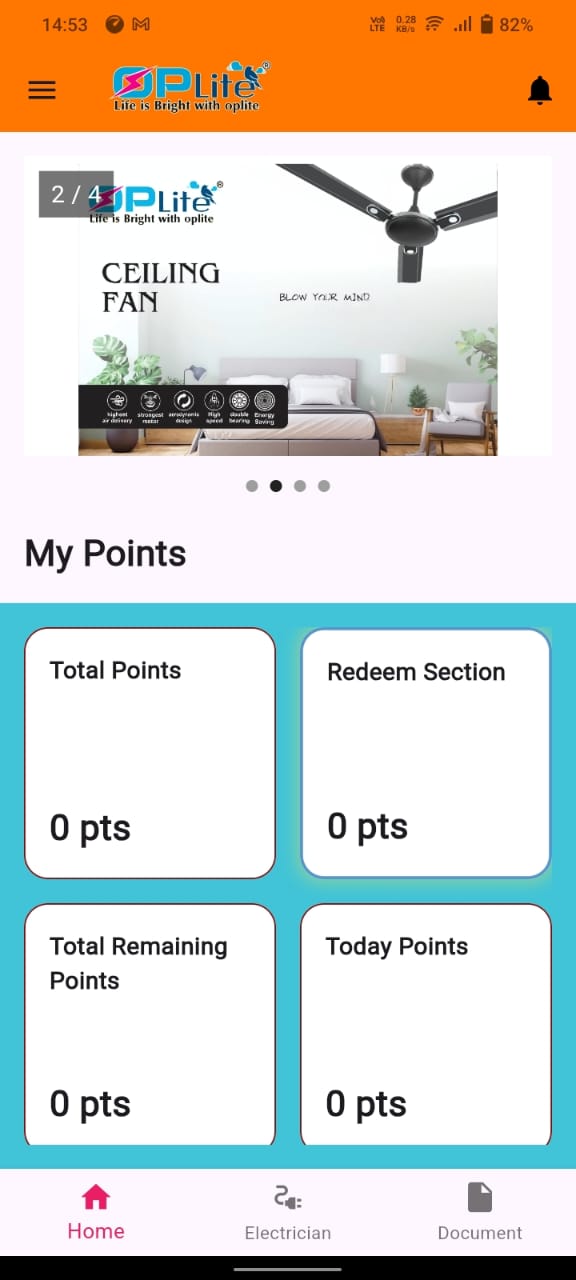 14:53
Vo) LTE 0.28 KB/s 82%
OPLite®
Life is Bright with oplite
2 / 4
OPLite®
Life is Bright with oplite
CEILING
FAN
BLOW YOUR MIND
highest air delivery
strongest motor
aerodynamic design
High speed
double bearing
Energy Saving
My Points
Total Points
0 pts
Redeem Section
0 pts
Total Remaining
Points
0 pts
Today Points
0 pts
Home
Electrician
Document